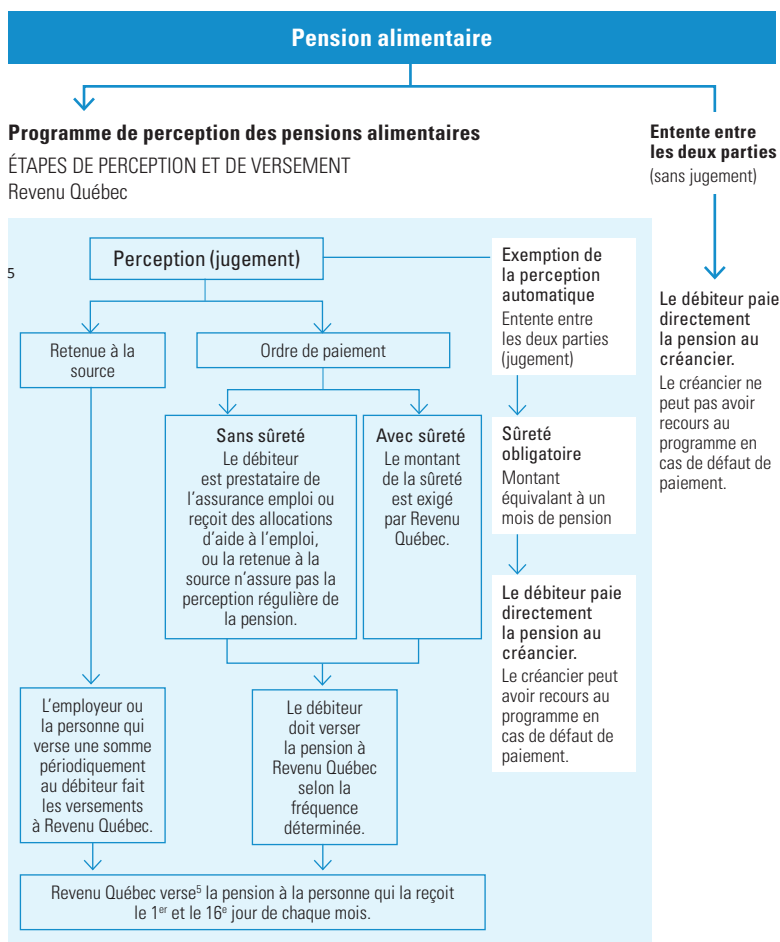 Pension alimentaire
Programme de perception des pensions alimentaires
ÉTAPES DE PERCEPTION ET DE VERSEMENT
Revenu Québec
Entente entre
les deux parties
(sans jugement)
5
Perception (jugement)
Exemption de
la perception
automatique
Entente entre
les deux parties
(jugement)
Le débiteur paie
directement
la pension au
créancier.
Le créancier ne
peut pas avoir
recours au
programme en
cas de défaut de
paiement.
Retenue à la
source
Ordre de paiement
Sans sûreté
Le débiteur
est prestataire de
l'assurance emploi ou
reçoit des allocations
d'aide à l'emploi,
ou la retenue à la
source n'assure pas la
perception régulière de
la pension.
Avec sûreté
Le montant
de la sûreté
est exigé
par Revenu
Québec.
Sûreté
obligatoire
Montant
équivalant à un
mois de pension
Le débiteur paie
directement
la pension au
créancier.
Le créancier peut
avoir recours au
programme en
cas de défaut de
paiement.
L'employeur ou
la personne qui
verse une somme
périodiquement
au débiteur fait
les versements
à Revenu Québec.
Le débiteur
doit verser
la pension à
Revenu Québec
selon la
fréquence
déterminée.
Revenu Québec verse⁵ la pension à la personne qui la reçoit
le 1er et le 16e jour de chaque mois.